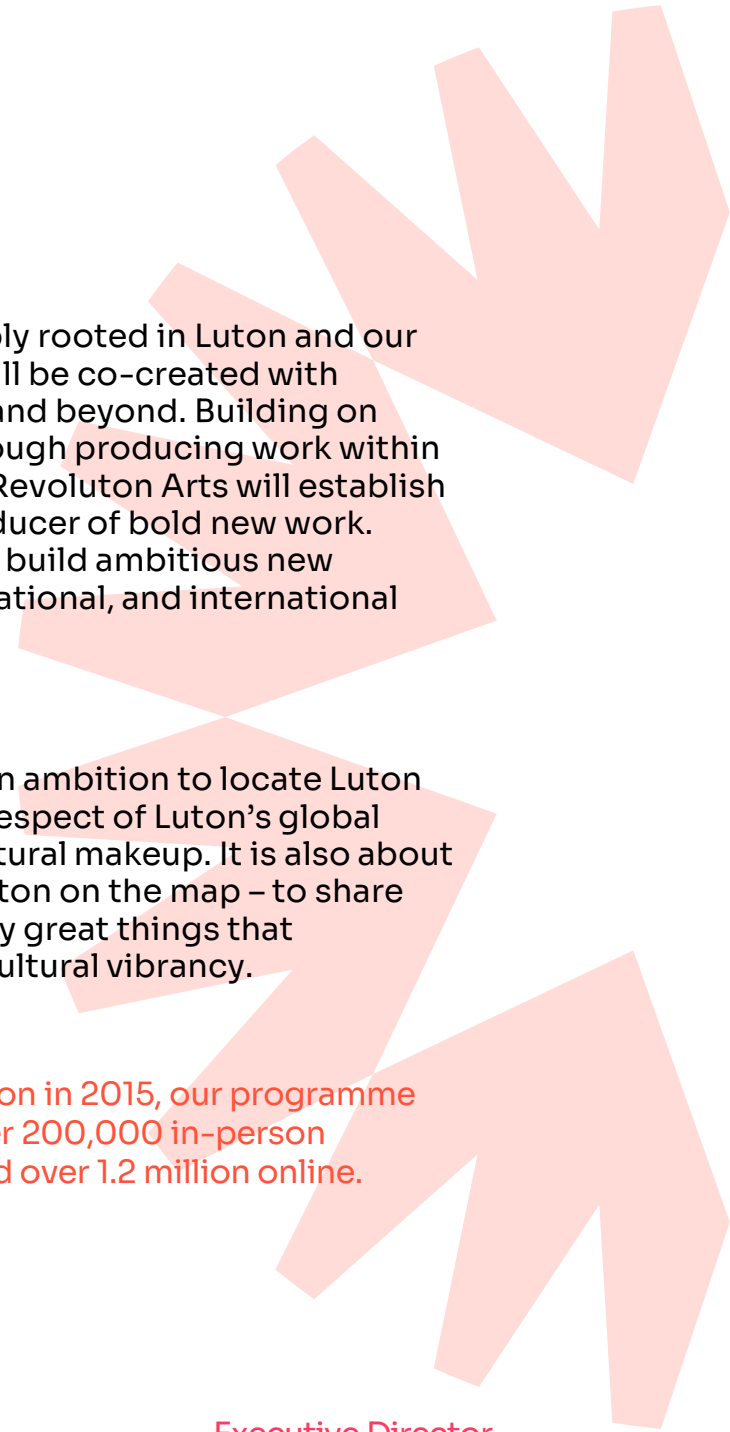 ply rooted in Luton and our
ll be co-created with
and beyond. Building on
ough producing work within
Revoluton Arts will establish
ducer of bold new work.
build ambitious new
ational, and international
n ambition to locate Luton
espect of Luton's global
tural makeup. It is also about
ton on the map – to share
y great things that
ultural vibrancy.
on in 2015, our programme
r 200,000 in-person
d over 1.2 million online.
Executive Director